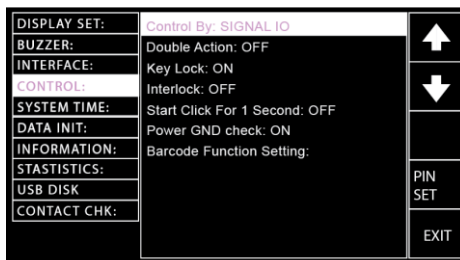 DISPLAY SET:
BUZZER:
INTERFACE:
CONTROL:
SYSTEM TIME:
DATA INIT:
INFORMATION:
STASTISTICS:
USB DISK
CONTACT CHK:
Control By: SIGNAL IO
Double Action: OFF
Key Lock: ON
Interlock: OFF
Start Click For 1 Second: OFF
Power GND check: ON
Barcode Function Setting:
PIN
SET
EXIT